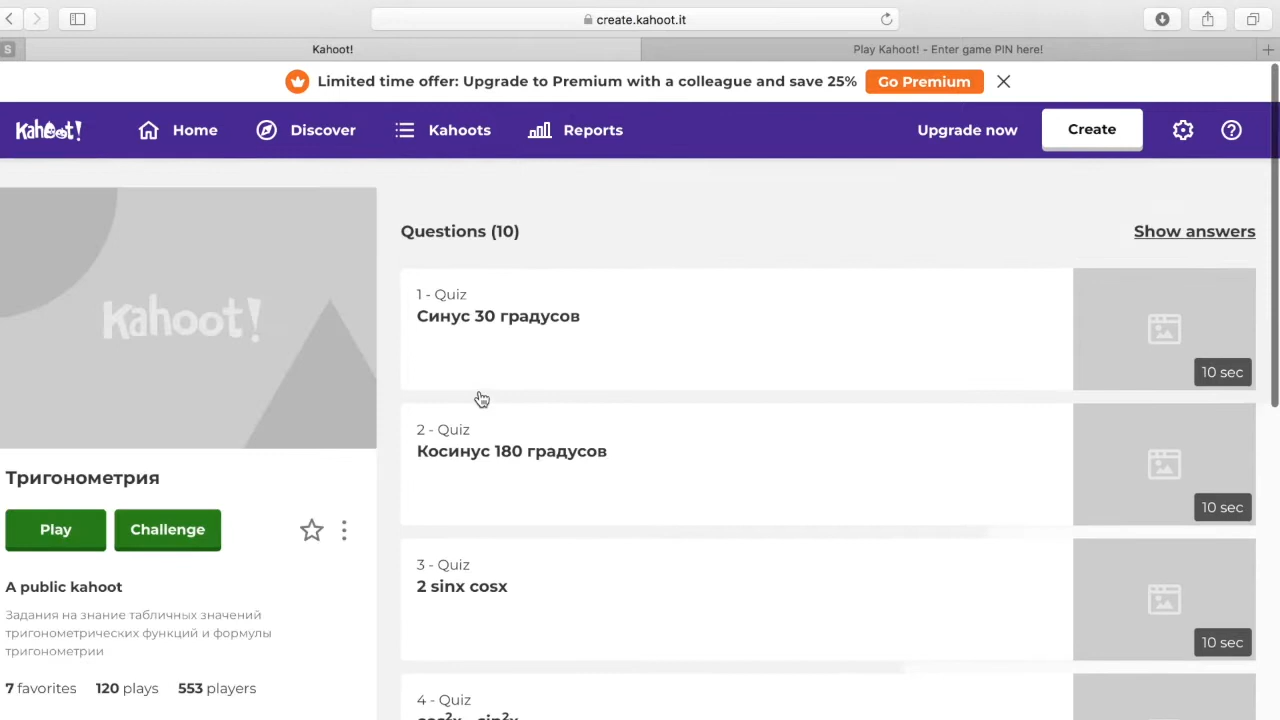 create.kahoot.it
S
Kahoot!
Play Kahoot! - Enter game PIN here!
Limited time offer: Upgrade to Premium with a colleague and save 25%
Go Premium
Kahoot!
Home
Discover
Kahoots
Reports
Upgrade now
Create
Kahoot!
Тригонометрия
Play
Challenge
A public kahoot
Задания на знание табличных значений
тригонометрических функций и формулы
тригонометрии
7 favorites 120 plays 553 players
Questions (10)
Show answers
1 - Quiz
Синус 30 градусов
10 sec
2 - Quiz
Косинус 180 градусов
10 sec
3 - Quiz
2 sinx cosx
10 sec
4 - Quiz